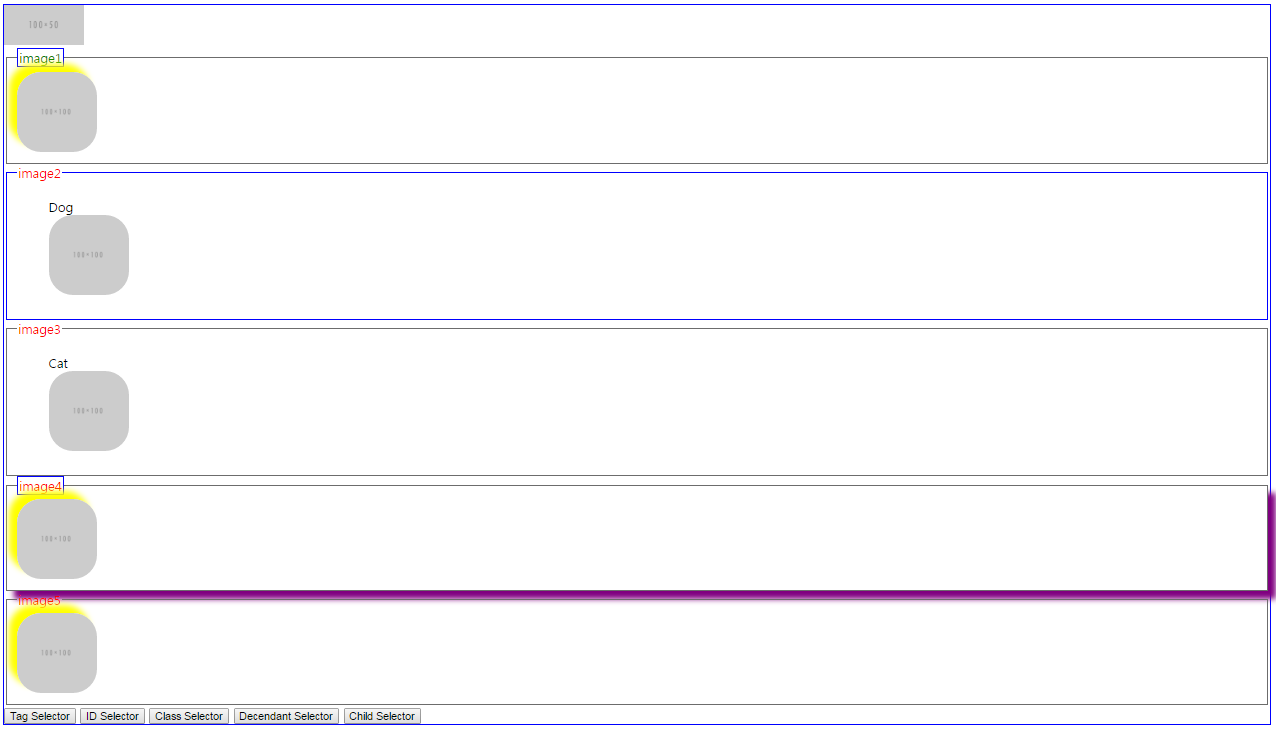 100×50
image1
100×100
image2
Dog
100×100
image3
Cat
100×100
image4
100×100
image5
100×100
Tag Selector ID Selector Class Selector Decendant Selector Child Selector